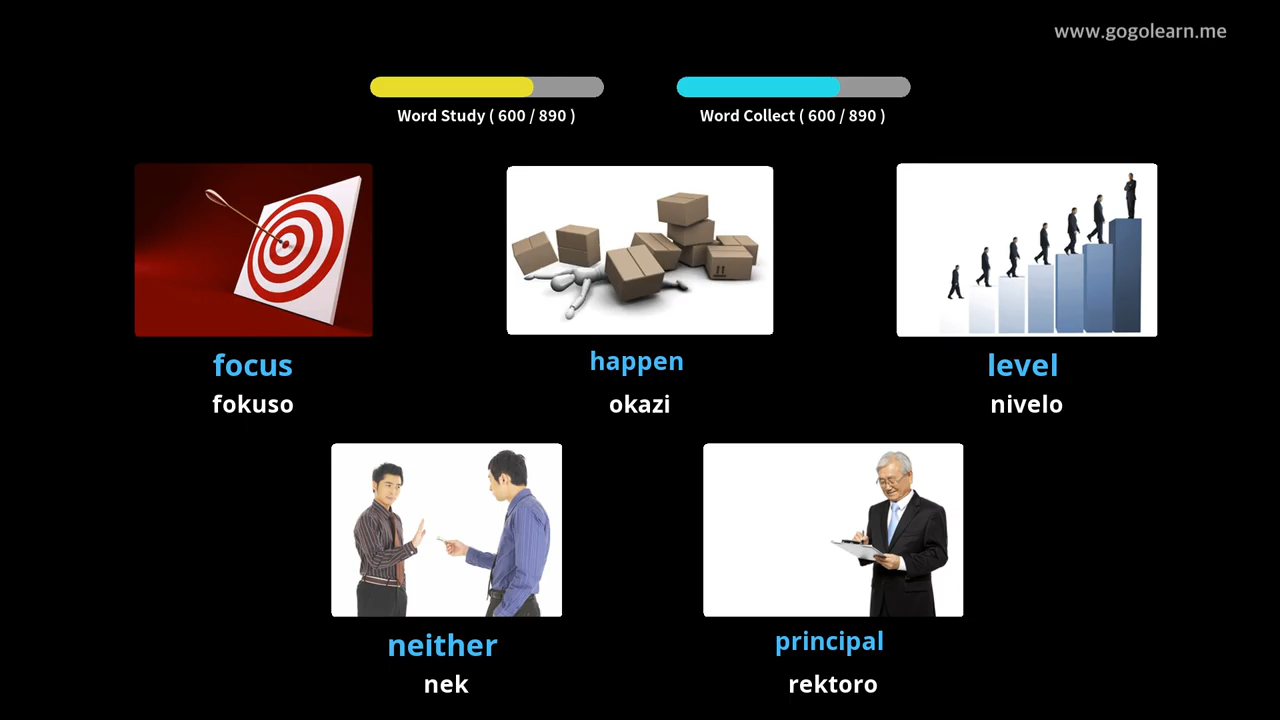 www.gogolearn.me
Word Study ( 600 / 890 )
Word Collect ( 600 / 890 )
focus
fokuso
happen
okazi
level
nivelo
neither
nek
principal
rektoro